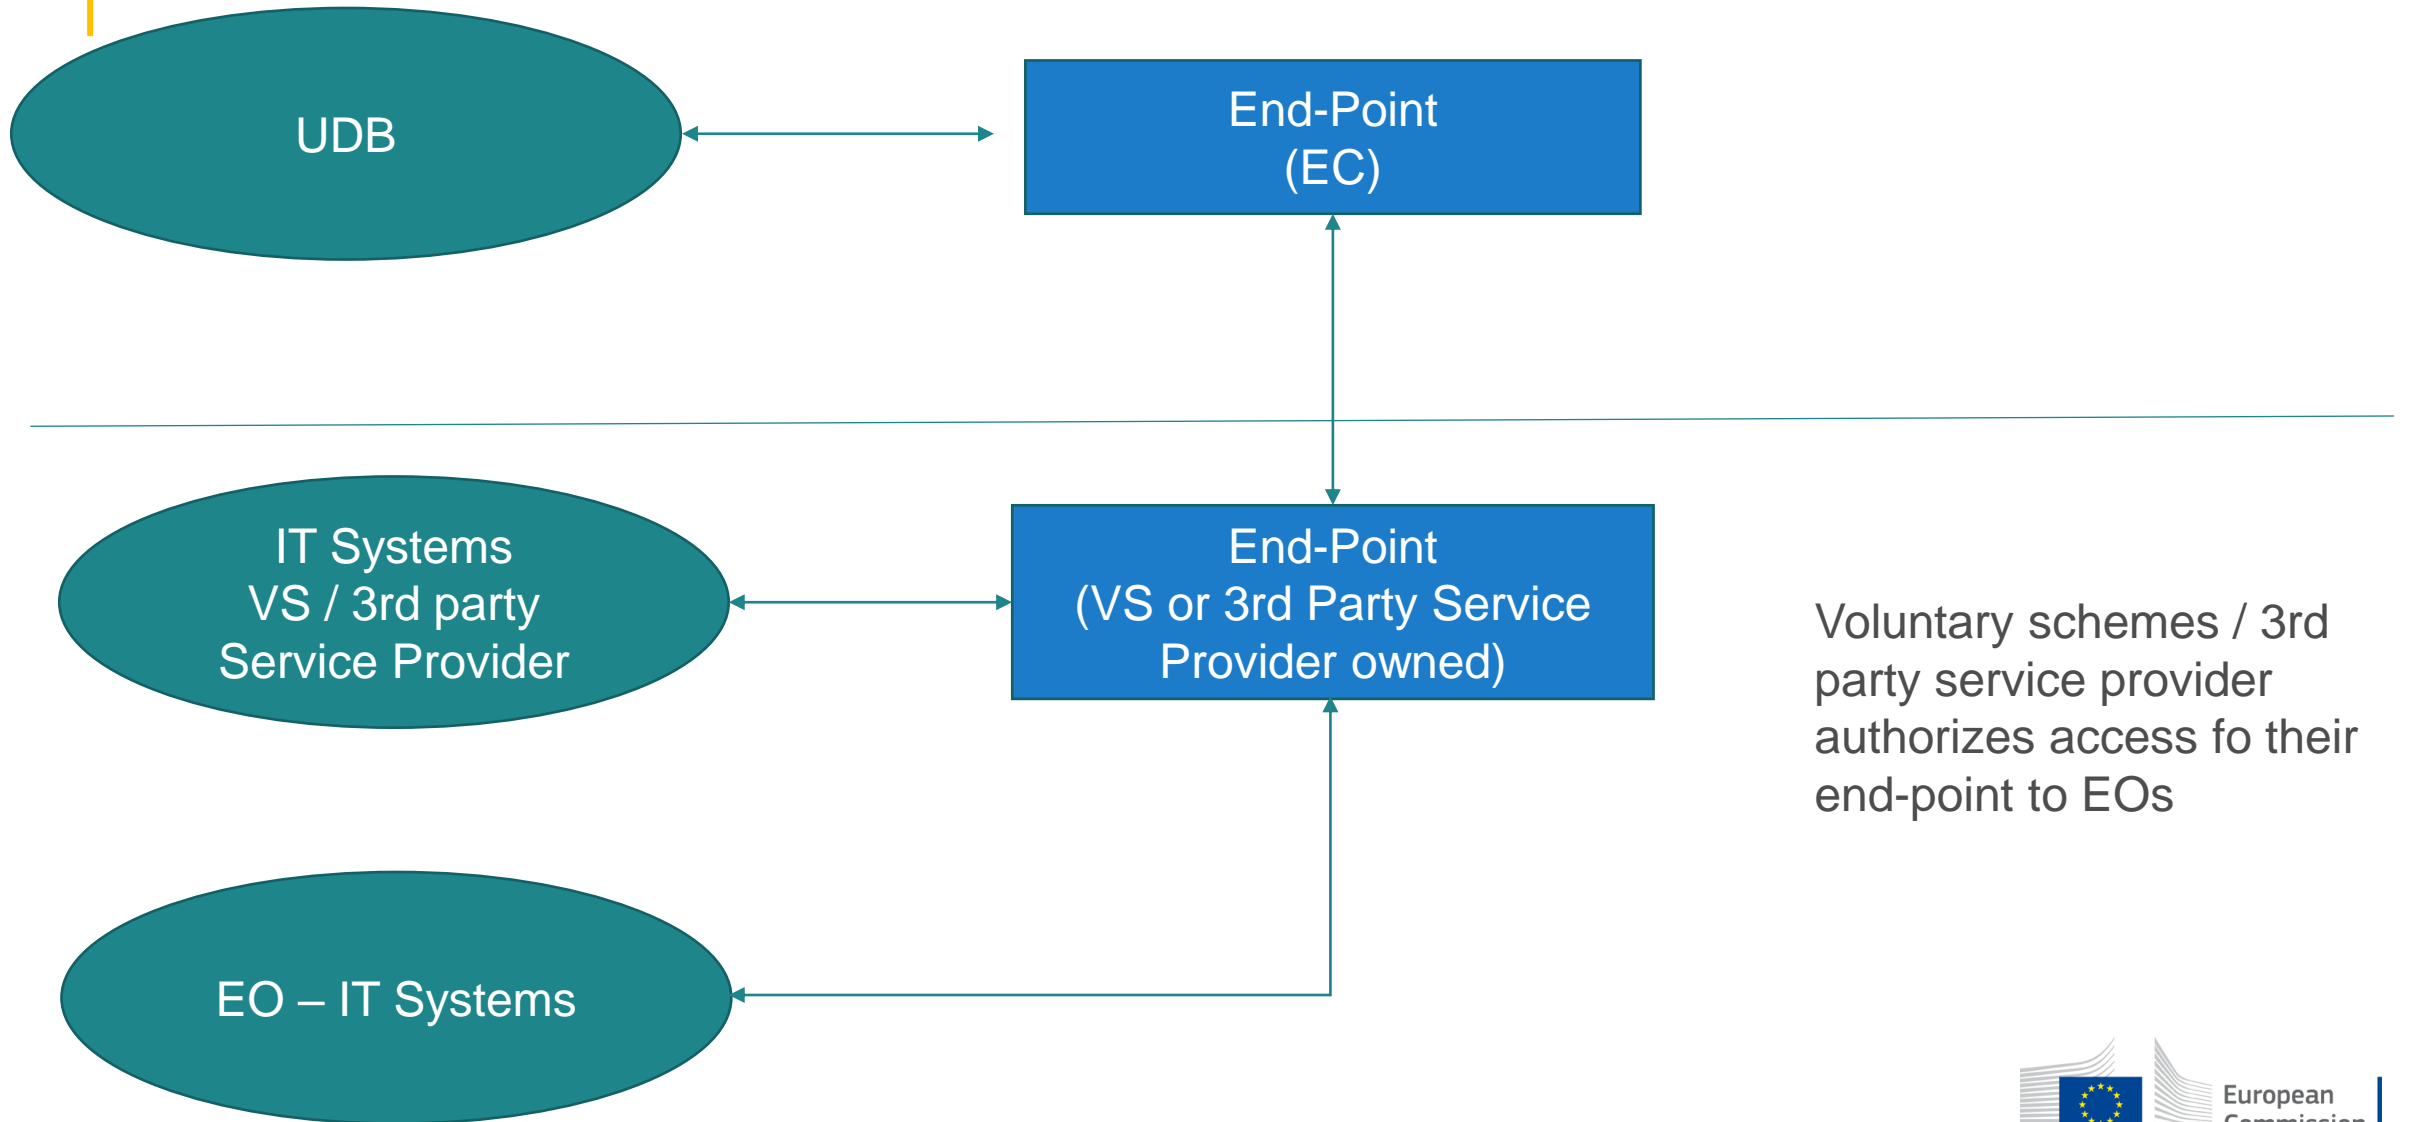 UDB
End-Point
(EC)
IT Systems
VS / 3rd party
Service Provider
End-Point
(VS or 3rd Party Service
Provider owned)
Voluntary schemes / 3rd
party service provider
authorizes access fo their
end-point to EOs
EO – IT Systems
European
Commission